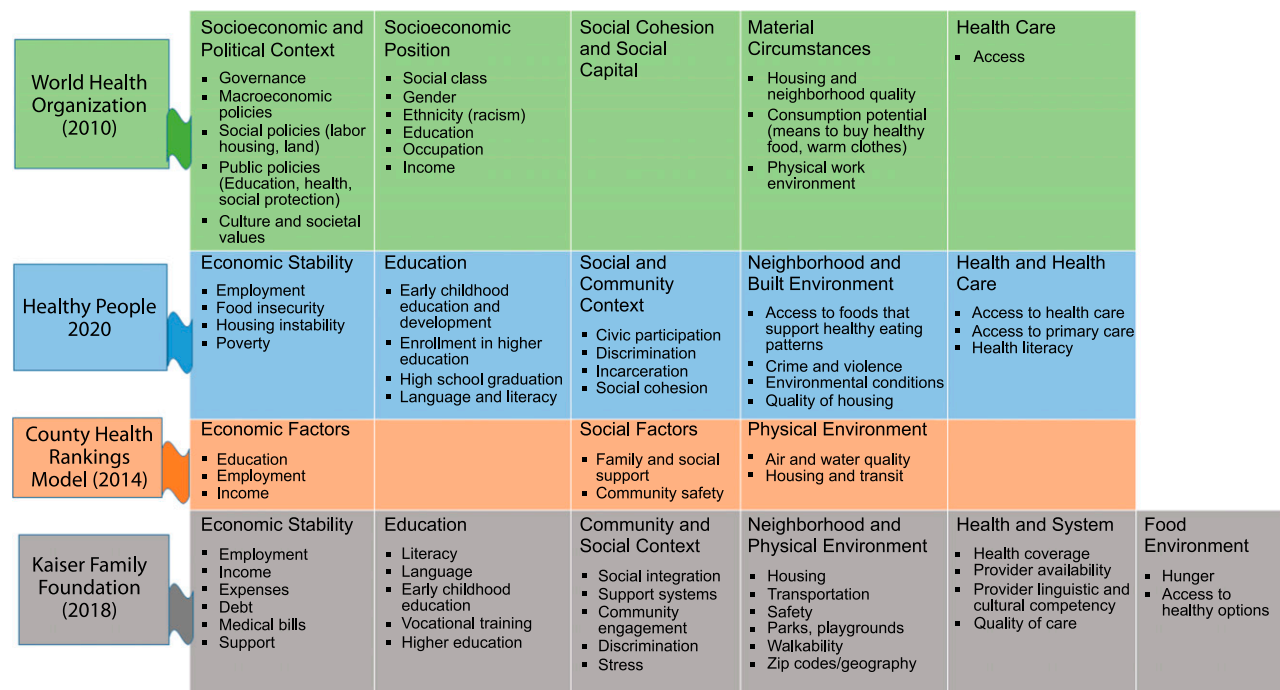 World Health
Organization
(2010)
Socioeconomic and
Political Context
▪ Governance
▪ Macroeconomic
policies
▪ Social policies (labor
housing, land)
▪ Public policies
(Education, health,
social protection)
▪ Culture and societal
values
Socioeconomic
Position
▪ Social class
▪ Gender
▪ Ethnicity (racism)
▪ Education
▪ Occupation
▪ Income
Social Cohesion
and Social
Capital
Material
Circumstances
▪ Housing and
neighborhood quality
▪ Consumption potential
(means to buy healthy
food, warm clothes)
▪ Physical work
environment
Health Care
▪ Access
Healthy People
2020
Economic Stability
▪ Employment
▪ Food insecurity
▪ Housing instability
▪ Poverty
Education
▪ Early childhood
education and
development
▪ Enrollment in higher
education
▪ High school graduation
▪ Language and literacy
Social and
Community
Context
▪ Civic participation
▪ Discrimination
▪ Incarceration
▪ Social cohesion
Neighborhood and
Built Environment
▪ Access to foods that
support healthy eating
patterns
▪ Crime and violence
▪ Environmental conditions
▪ Quality of housing
Health and Health
Care
▪ Access to health care
▪ Access to primary care
▪ Health literacy
County Health
Rankings
Model (2014)
Economic Factors
▪ Education
▪ Employment
▪ Income
Social Factors
▪ Family and social
support
▪ Community safety
Physical Environment
▪ Air and water quality
▪ Housing and transit
Kaiser Family
Foundation
(2018)
Economic Stability
▪ Employment
▪ Income
▪ Expenses
▪ Debt
▪ Medical bills
▪ Support
Education
▪ Literacy
▪ Language
▪ Early childhood
education
▪ Vocational training
▪ Higher education
Community and
Social Context
▪ Social integration
▪ Support systems
▪ Community
engagement
▪ Discrimination
▪ Stress
Neighborhood and
Physical Environment
▪ Housing
▪ Transportation
▪ Safety
▪ Parks, playgrounds
▪ Walkability
▪ Zip codes/geography
Health and System
▪ Health coverage
▪ Provider availability
▪ Provider linguistic and
cultural competency
▪ Quality of care
Food
Environment
▪ Hunger
▪ Access to
healthy options